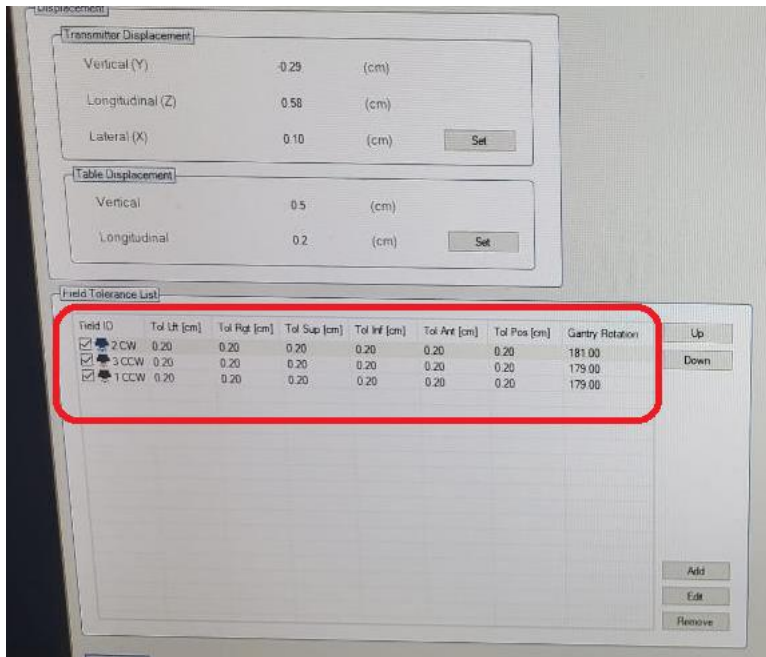 Displacement
Transmitter Displacement
Vertical (Y) -0.29 (cm)
Longitudinal (Z) 0.58 (cm)
Lateral (X) 0.10 (cm) Set
Table Displacement
Vertical 0.5 (cm)
Longitudinal 0.2 (cm) Set
Field Tolerance List
Field ID Tol Lft [cm] Tol Rgt [cm] Tol Sup [cm] Tol Inf [cm] Tol Ant [cm] Tol Pos [cm] Gantry Rotation Up
2 CW 0.20 0.20 0.20 0.20 0.20 0.20 181.00
3 CCW 0.20 0.20 0.20 0.20 0.20 0.20 179.00 Down
1 CCW 0.20 0.20 0.20 0.20 0.20 0.20 179.00
Add
Edit
Remove